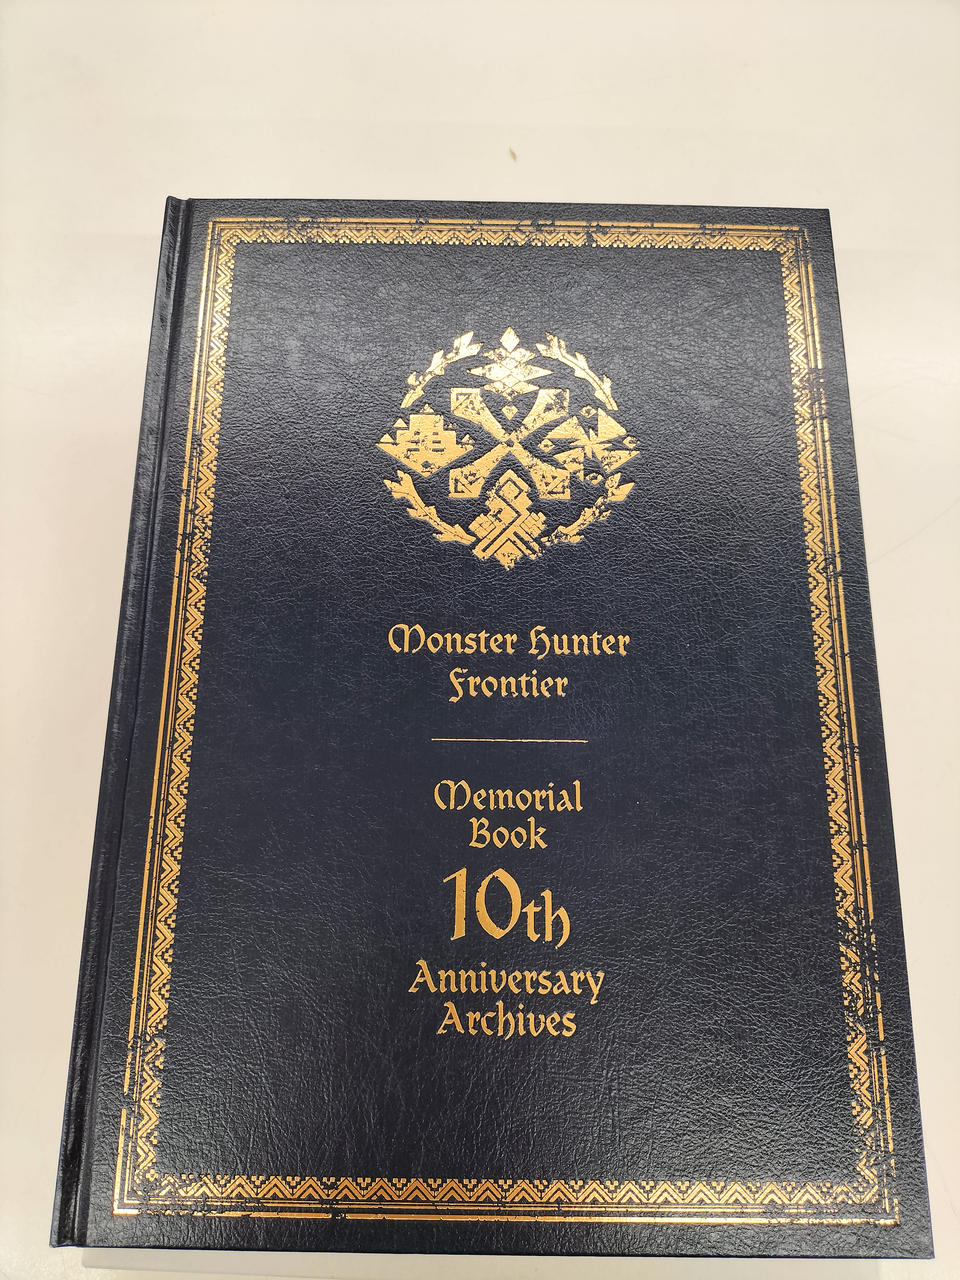 Monster Hunter
Frontier
Memorial
Book
10th
Anniversary
Archives